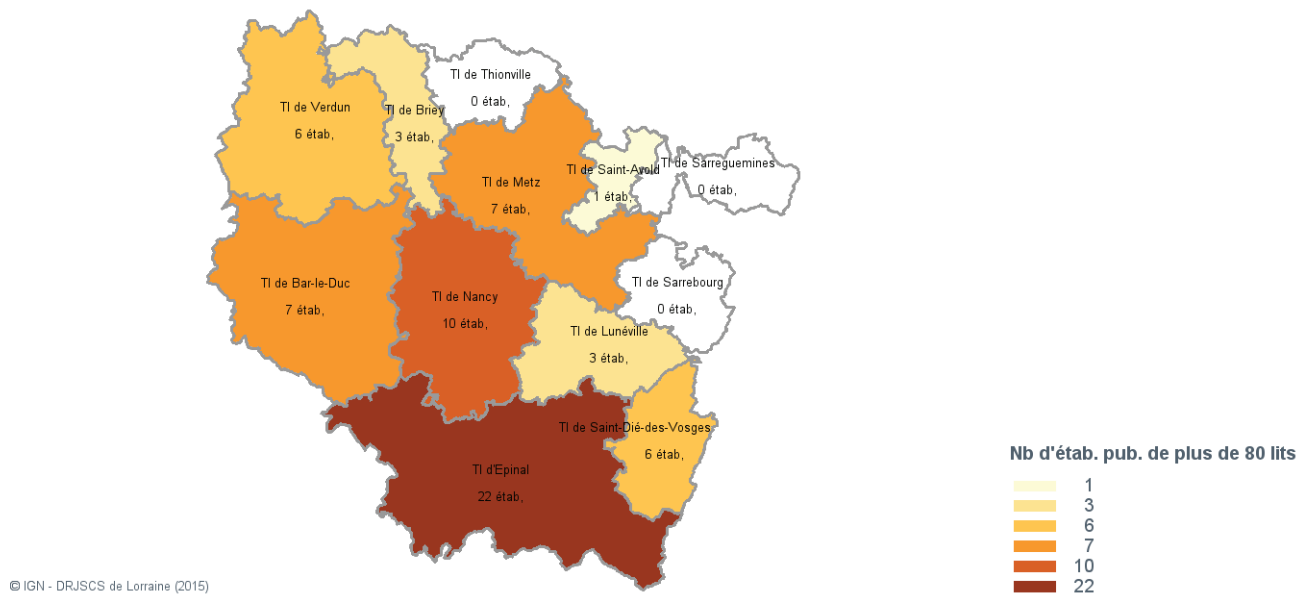 TI de Thionville
0 étab,
TI de Verdun
6 étab,
TI de Briey
3 étab,
TI de Metz
7 étab,
TI de Saint-Avold
1 étab,
TI de Sarreguemines
0 étab,
TI de Bar-le-Duc
7 étab,
TI de Nancy
10 étab,
TI de Sarrebourg
0 étab,
TI de Lunéville
3 étab,
TI de Saint-Dié-des-Vosges
6 étab,
TI d'Epinal
22 étab,
Nb d'étab. pub. de plus de 80 lits
1
3
6
7
10
22
© IGN - DRJSCS de Lorraine (2015)